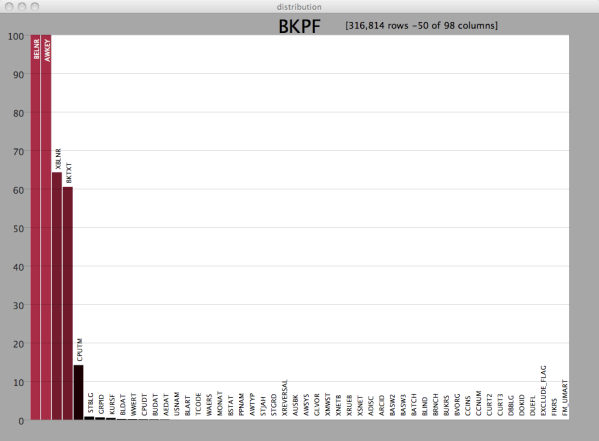 distribution
BKPF [316,814 rows -50 of 98 columns]
100
90
80
70
60
50
40
30
20
10
0
BELNR
AWKEY
XBLNR
BKTXT
CPUTM
STBLG
GRPID
KURSF
BLDAT
WWERT
CPUDT
BUDAT
AEDAT
USNAM
BLART
TCODE
WAERS
MONAT
BSTAT
PPNAM
AWTYP
STJAH
STGRD
XREVERSAL
AUSBK
AWSYS
GLVOR
XMWST
XNETB
XRUEB
XSNET
ADISC
ARCID
BASW2
BASW3
BATCH
BLIND
BRNCH
BUKRS
BVORG
CCINS
CCNUM
CURT2
CURT3
DBBLG
DOKID
DUEFL
EXCLUDE_FLAG
FIKRS
FM_UMART